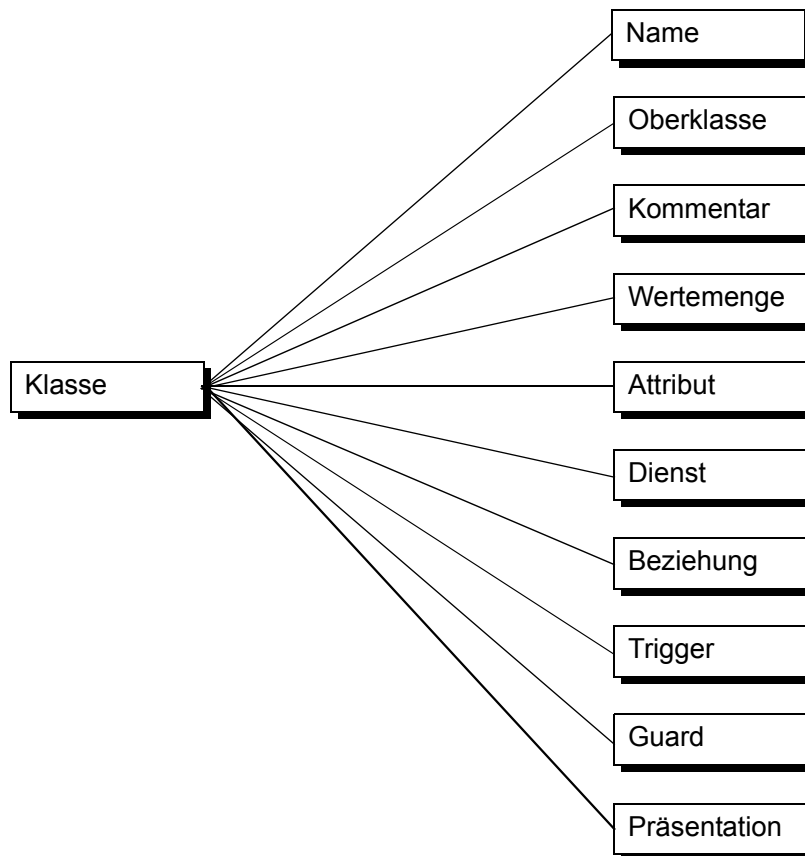 Name
Oberklasse
Kommentar
Wertemenge
Klasse
Attribut
Dienst
Beziehung
Trigger
Guard
Präsentation